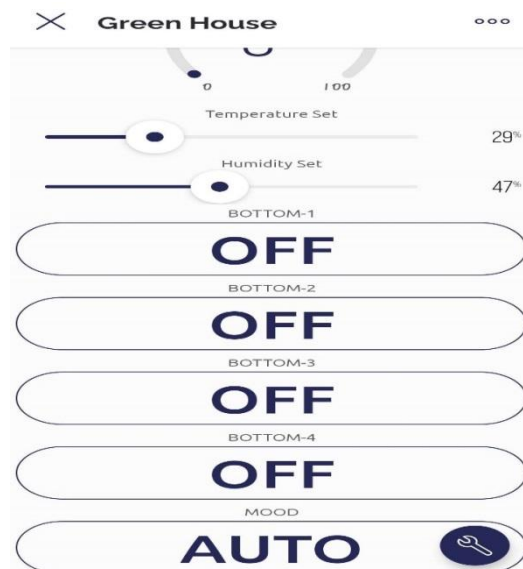 Green House
0
100
Temperature Set
29%
Humidity Set
47%
BOTTOM-1
OFF
BOTTOM-2
OFF
BOTTOM-3
OFF
BOTTOM-4
OFF
MOOD
AUTO